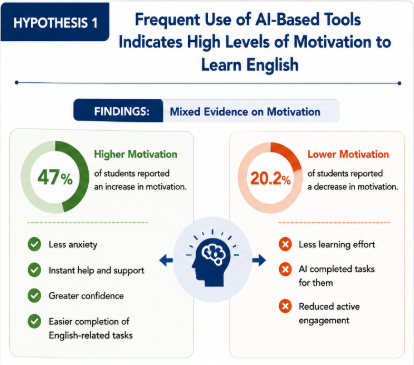 HYPOTHESIS 1
Frequent Use of AI-Based Tools
Indicates High Levels of Motivation to
Learn English
FINDINGS: Mixed Evidence on Motivation
47%
Higher Motivation
of students reported
an increase in motivation.
Less anxiety
Instant help and support
Greater confidence
Easier completion of
English-related tasks
20.2%
Lower Motivation
of students reported
a decrease in motivation.
Less learning effort
AI completed tasks
for them
Reduced active
engagement